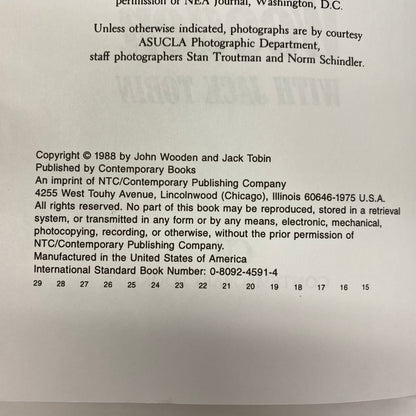 permission of NEA Journal, Washington, D.C.
Unless otherwise indicated, photographs are by courtesy
ASUCLA Photographic Department,
staff photographers Stan Troutman and Norm Schindler.
WITH JACK TOBIN
Copyright © 1988 by John Wooden and Jack Tobin
Published by Contemporary Books
An imprint of NTC/Contemporary Publishing Company
4255 West Touhy Avenue, Lincolnwood (Chicago), Illinois 60646-1975 U.S.A.
All rights reserved. No part of this book may be reproduced, stored in a retrieval
system, or transmitted in any form or by any means, electronic, mechanical,
photocopying, recording, or otherwise, without the prior permission of
NTC/Contemporary Publishing Company.
Manufactured in the United States of America
International Standard Book Number: 0-8092-4591-4
29 28 27 26 25 24 23 22 21 20 19 18 17 16 15